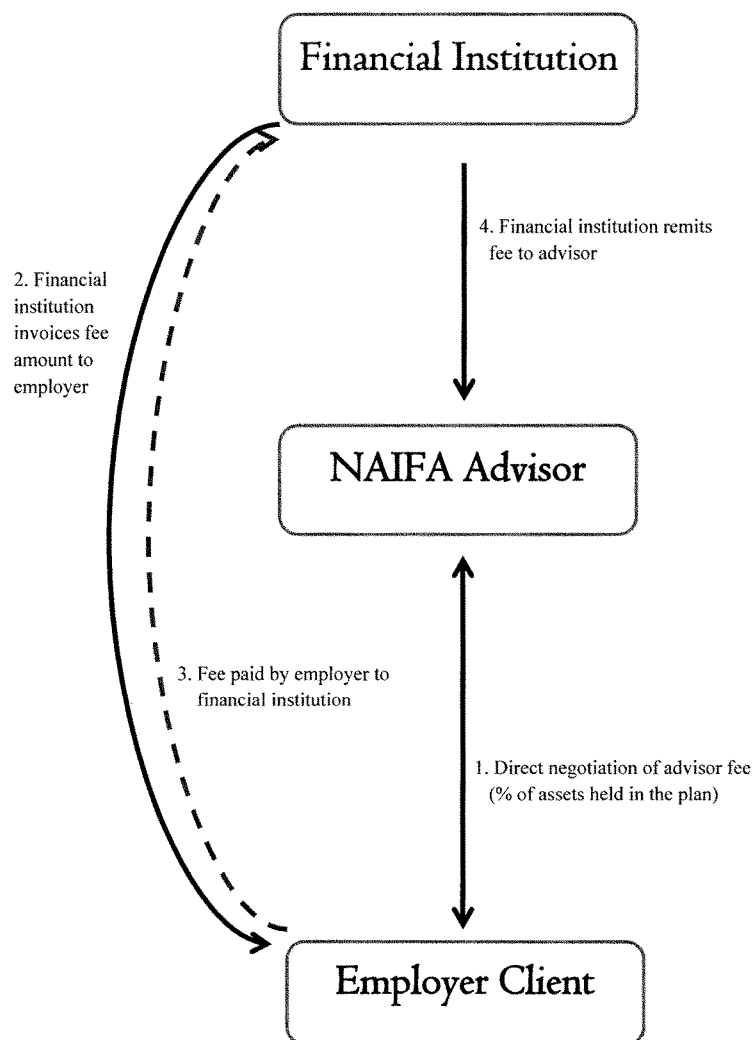 Financial Institution
4. Financial institution remits
fee to advisor
2. Financial
institution
invoices fee
amount to
employer
NAIFA Advisor
3. Fee paid by employer to
financial institution
1. Direct negotiation of advisor fee
(% of assets held in the plan)
Employer Client